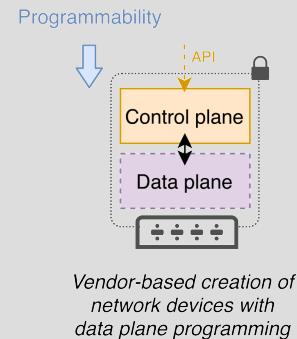 Programmability
API
Control plane
Data plane
Vendor-based creation of
network devices with
data plane programming